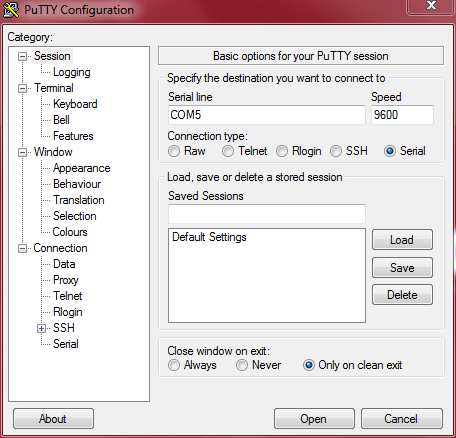 PuTTY Configuration
Category:
Session
Logging
Terminal
Keyboard
Bell
Features
Window
Appearance
Behaviour
Translation
Selection
Colours
Connection
Data
Proxy
Telnet
Rlogin
SSH
Serial
Basic options for your PuTTY session
Specify the destination you want to connect to
Serial line Speed
COM5 9600
Connection type:
Raw Telnet Rlogin SSH Serial
Load, save or delete a stored session
Saved Sessions
Default Settings
Load
Save
Delete
Close window on exit:
Always Never Only on clean exit
About Open Cancel